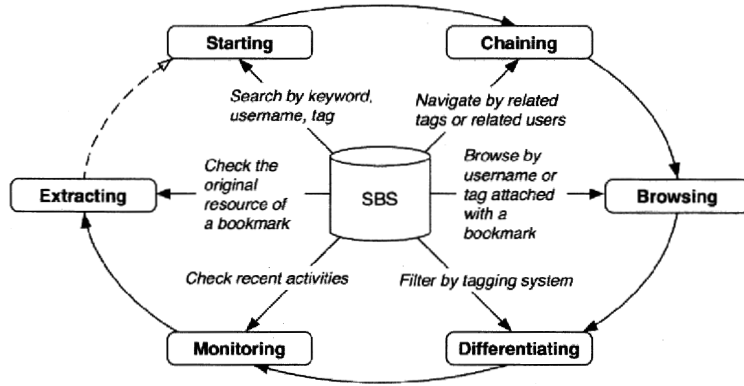 Starting
Chaining
Search by keyword,
username, tag
Navigate by related
tags or related users
Check the
original
resource of
a bookmark
Browse by
username or
tag attached
with a
bookmark
Extracting
SBS
Browsing
Check recent activities
Filter by tagging system
Monitoring
Differentiating